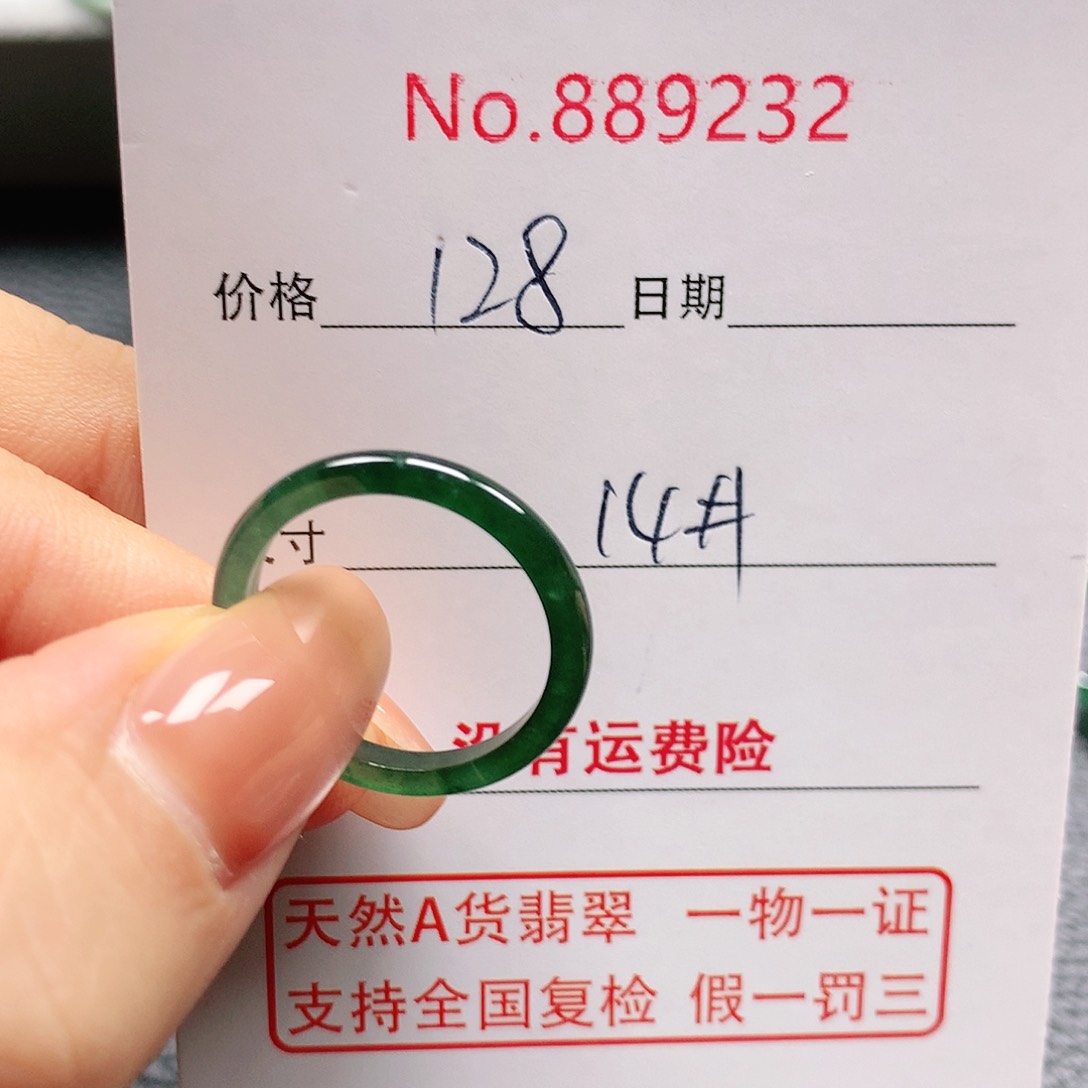 No.889232
价格 128 日期
寸 14#
没有运费险
天然A货翡翠 一物一证
支持全国复检 假一罚三